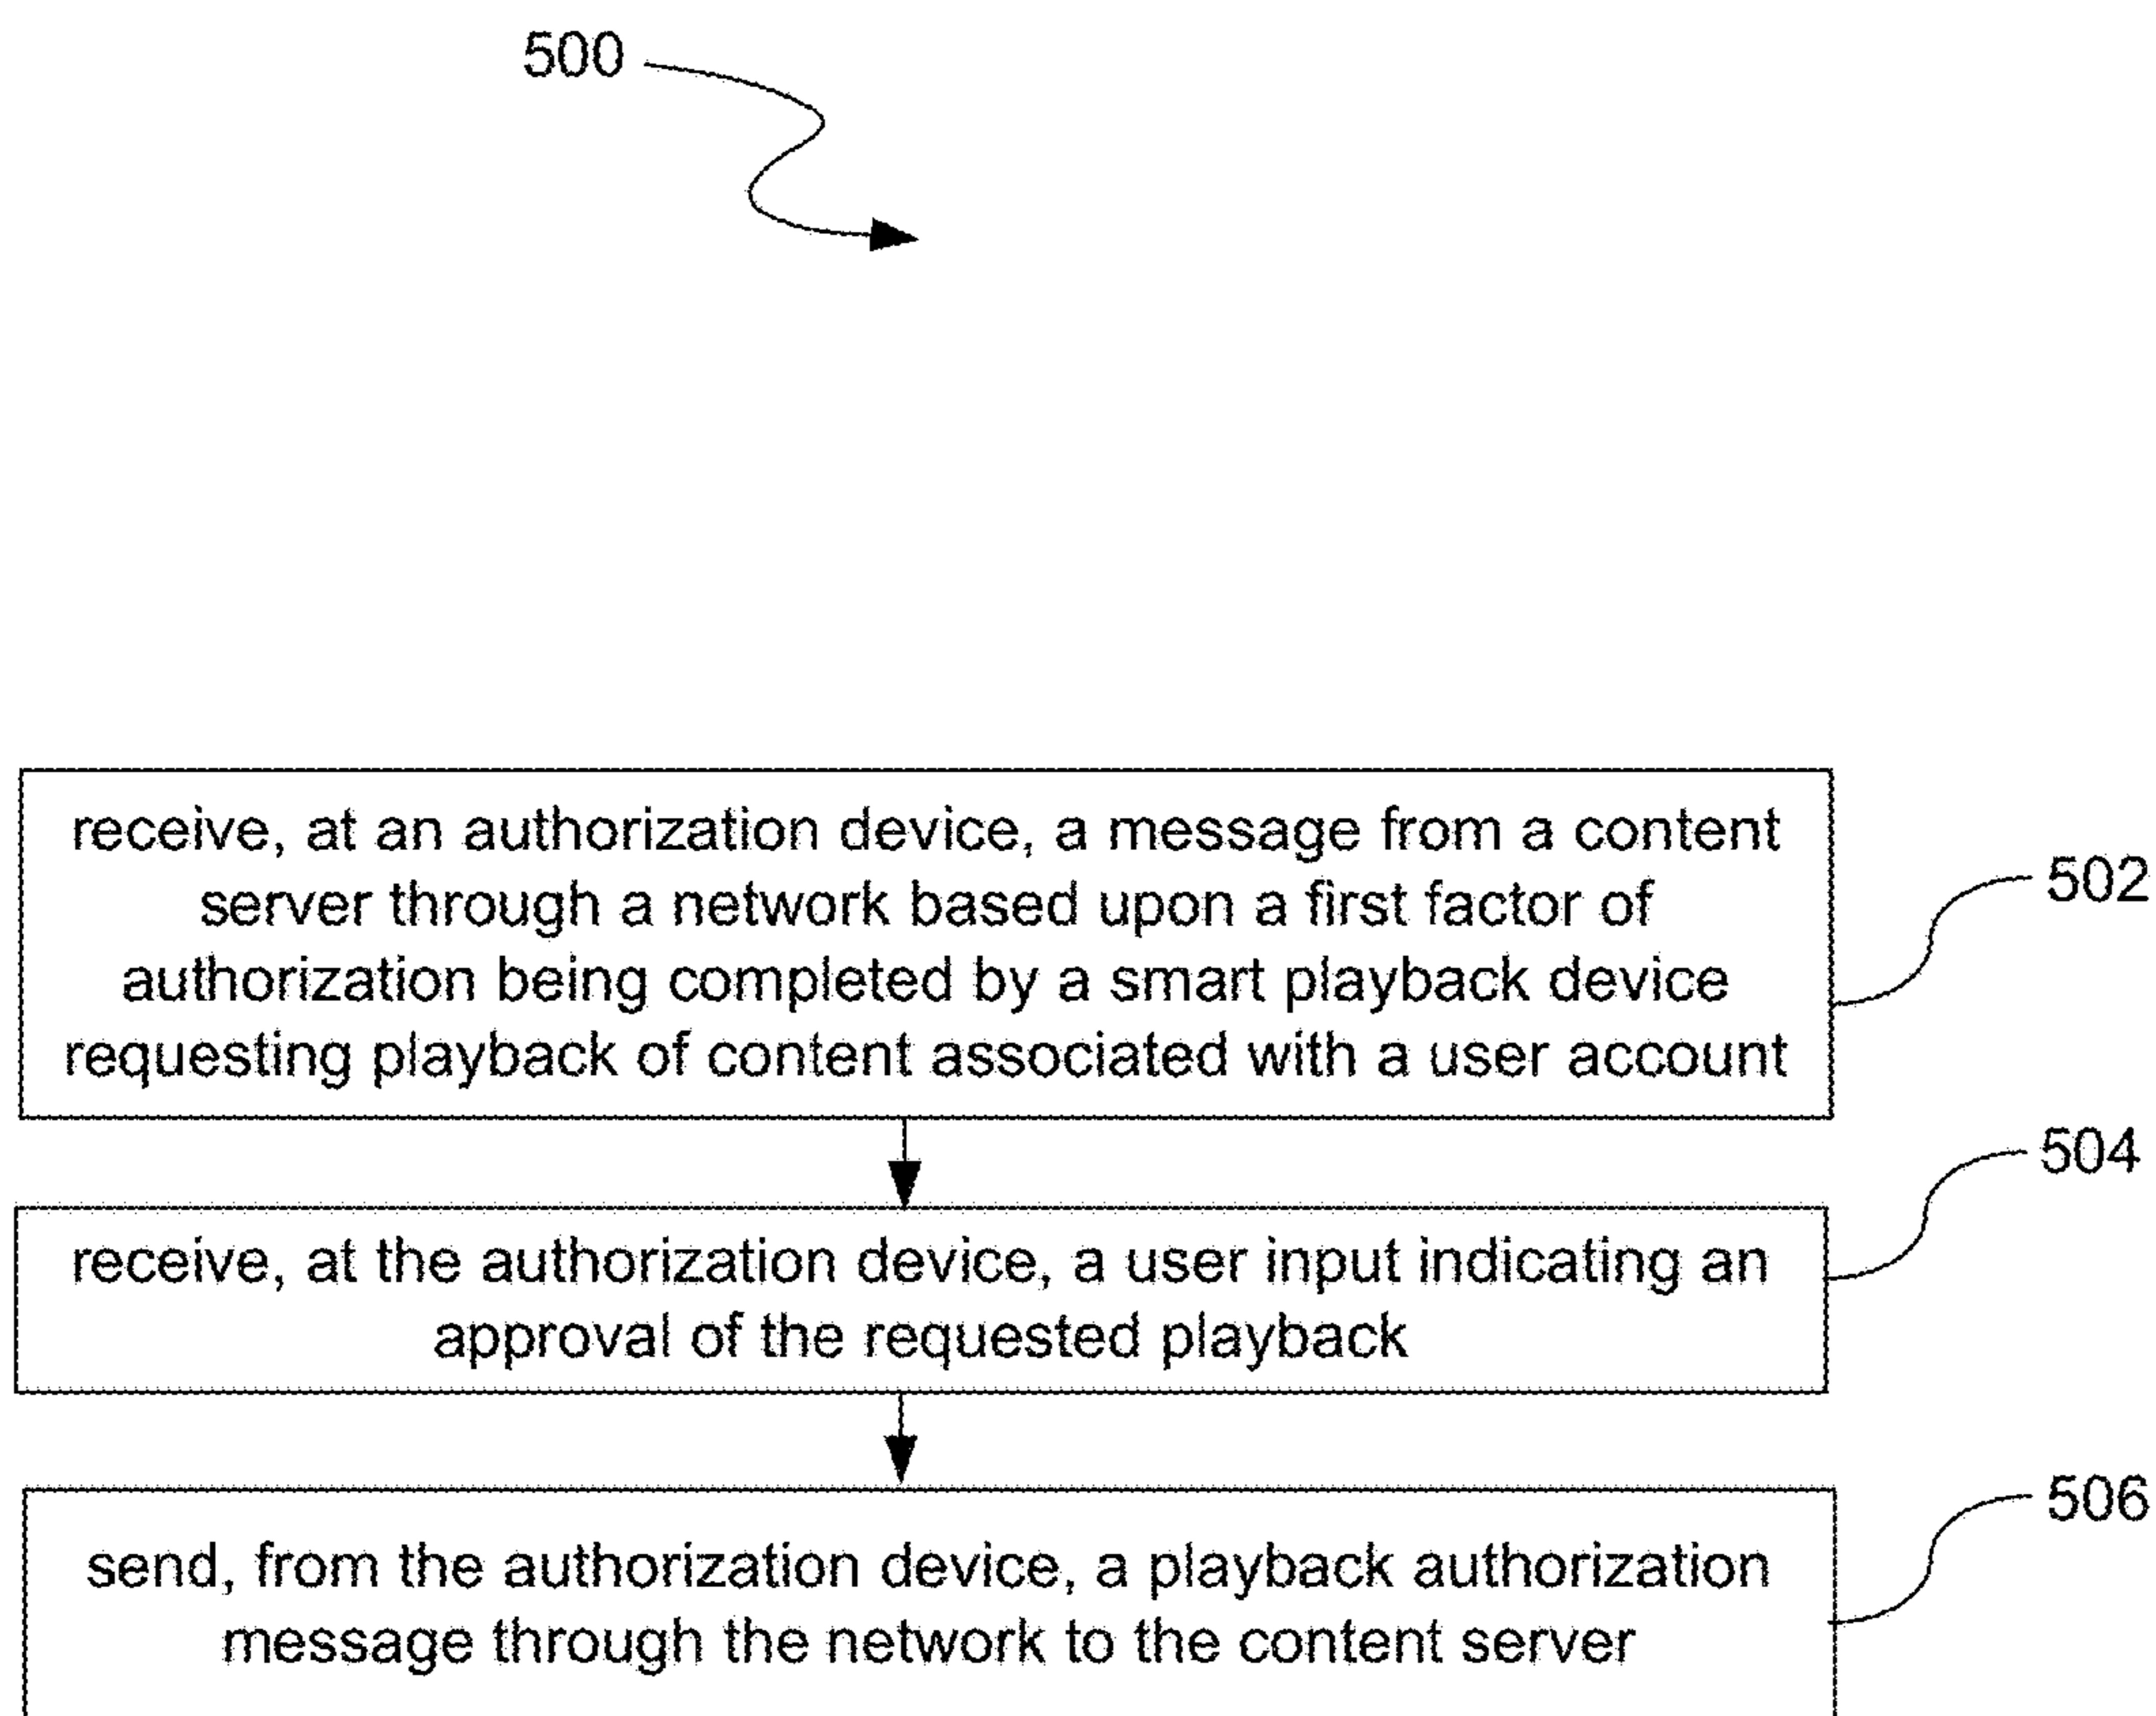 500
receive, at an authorization device, a message from a content
server through a network based upon a first factor of
authorization being completed by a smart playback device
requesting playback of content associated with a user account
502
receive, at the authorization device, a user input indicating an
approval of the requested playback
504
send, from the authorization device, a playback authorization
message through the network to the content server
506